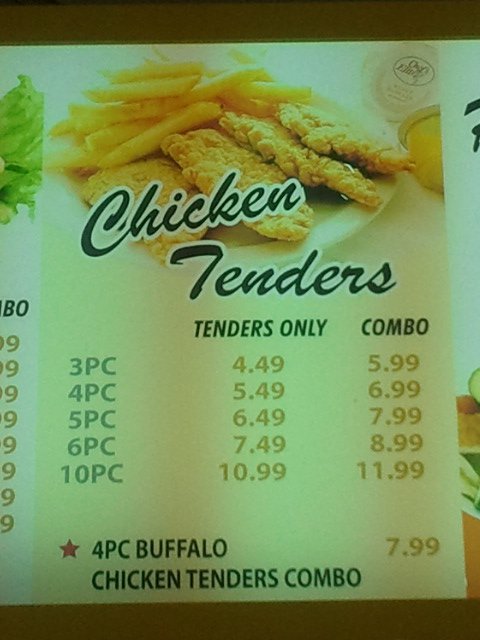 Chicken
Tenders
TENDERS ONLY COMBO
3PC 4.49 5.99
4PC 5.49 6.99
5PC 6.49 7.99
6PC 7.49 8.99
10PC 10.99 11.99
4PC BUFFALO 7.99
CHICKEN TENDERS COMBO